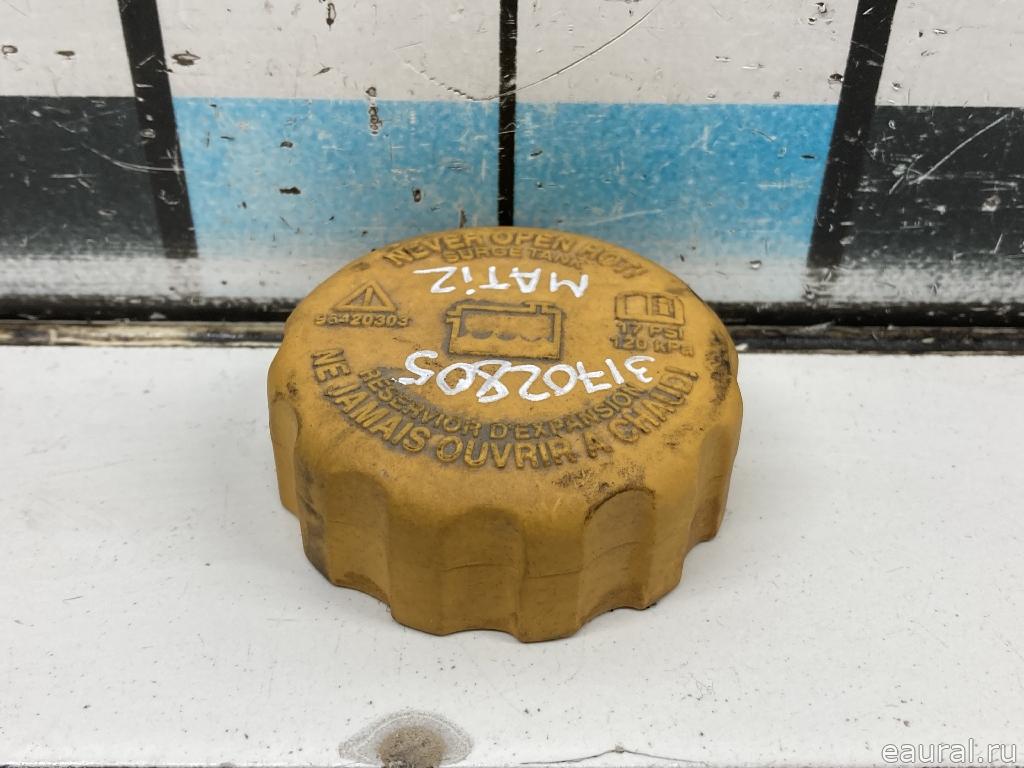 NEVER OPEN HOT!
SURGE TANK
MATiZ
96420303
17 PSI
120 KPa
31702805
RESERVIOR D'EXPANSION
NE JAMAIS OUVRIR A CHAUD!
eaural.ru